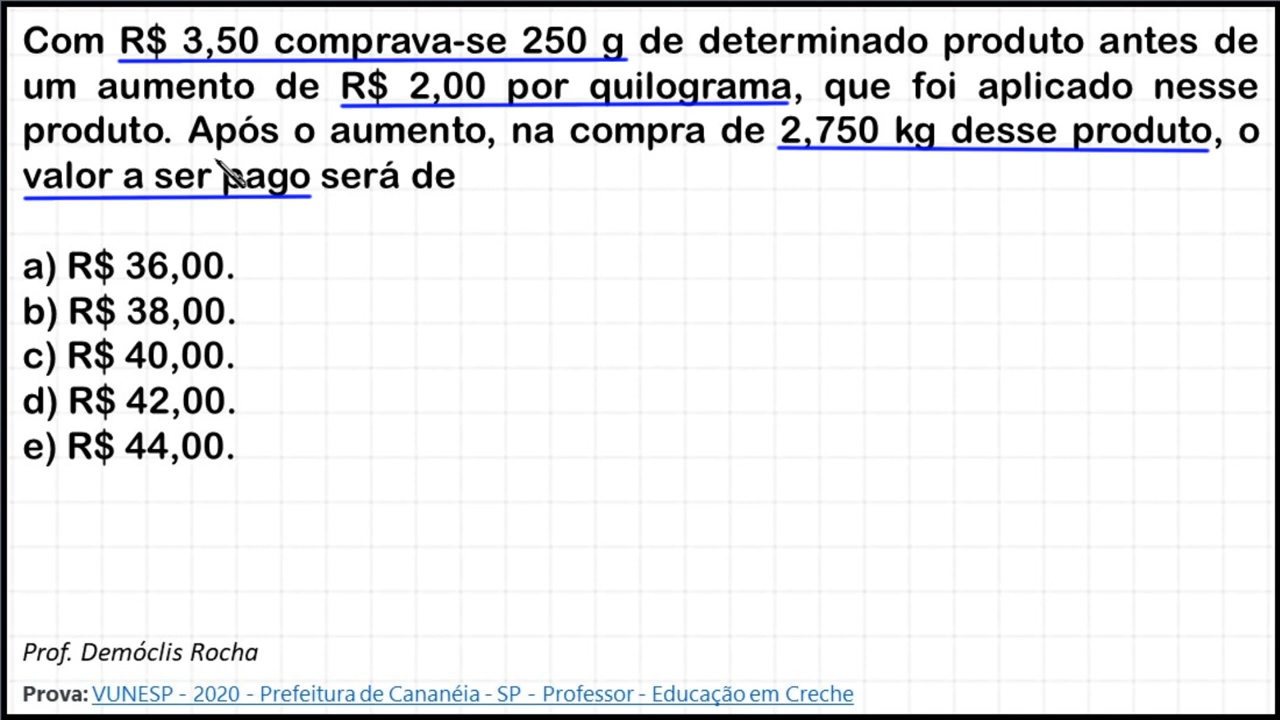 Com R$ 3,50 comprava-se 250 g de determinado produto antes de
um aumento de R$ 2,00 por quilograma, que foi aplicado nesse
produto. Após o aumento, na compra de 2,750 kg desse produto, o
valor a ser pago será de
a) R$ 36,00.
b) R$ 38,00.
c) R$ 40,00.
d) R$ 42,00.
e) R$ 44,00.
Prof. Demóclis Rocha
Prova: VUNESP - 2020 - Prefeitura de Cananéia - SP - Professor - Educação em Creche